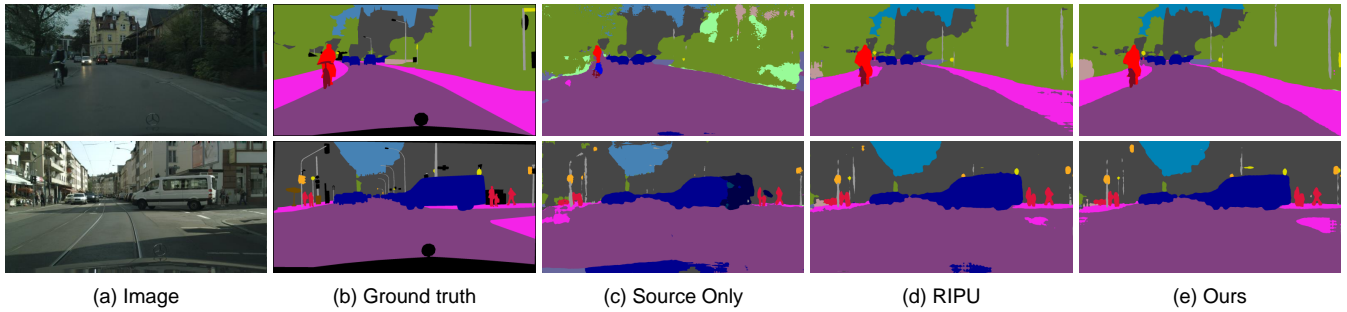 (a) Image
(b) Ground truth
(c) Source Only
(d) RIPU
(e) Ours